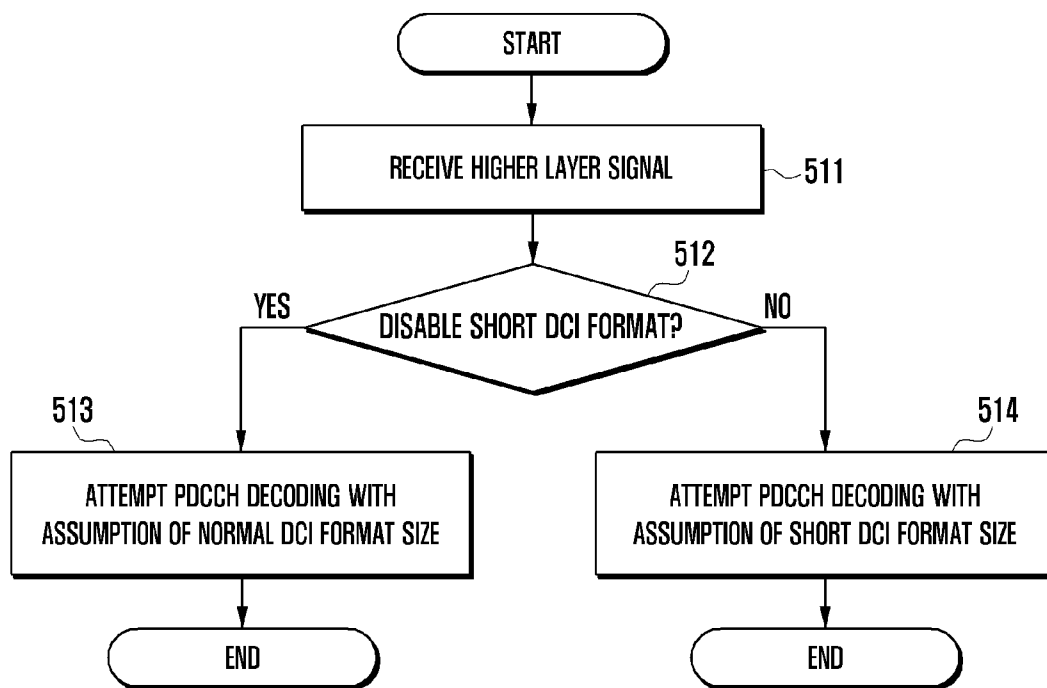 START
RECEIVE HIGHER LAYER SIGNAL
511
512
YES
DISABLE SHORT DCI FORMAT?
NO
513
514
ATTEMPT PDCCH DECODING WITH
ASSUMPTION OF NORMAL DCI FORMAT SIZE
ATTEMPT PDCCH DECODING WITH
ASSUMPTION OF SHORT DCI FORMAT SIZE
END
END